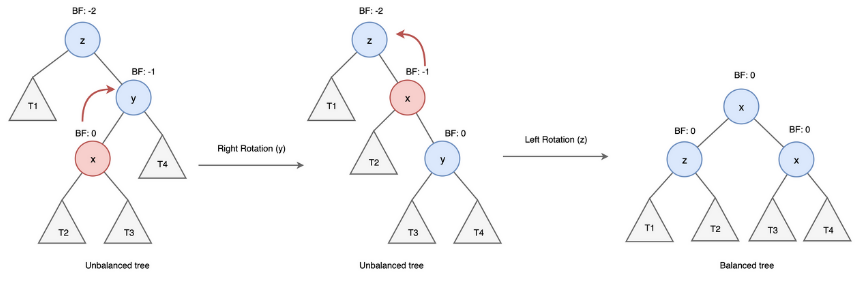 BF: -2
z
BF: -1
T1
y
BF: 0
x
T4
T2
T3
Unbalanced tree
Right Rotation (y)
BF: -2
z
BF: -1
T1
x
BF: 0
T2
y
T3
T4
Unbalanced tree
Left Rotation (z)
BF: 0
x
BF: 0
BF: 0
z
x
T1
T2
T3
T4
Balanced tree